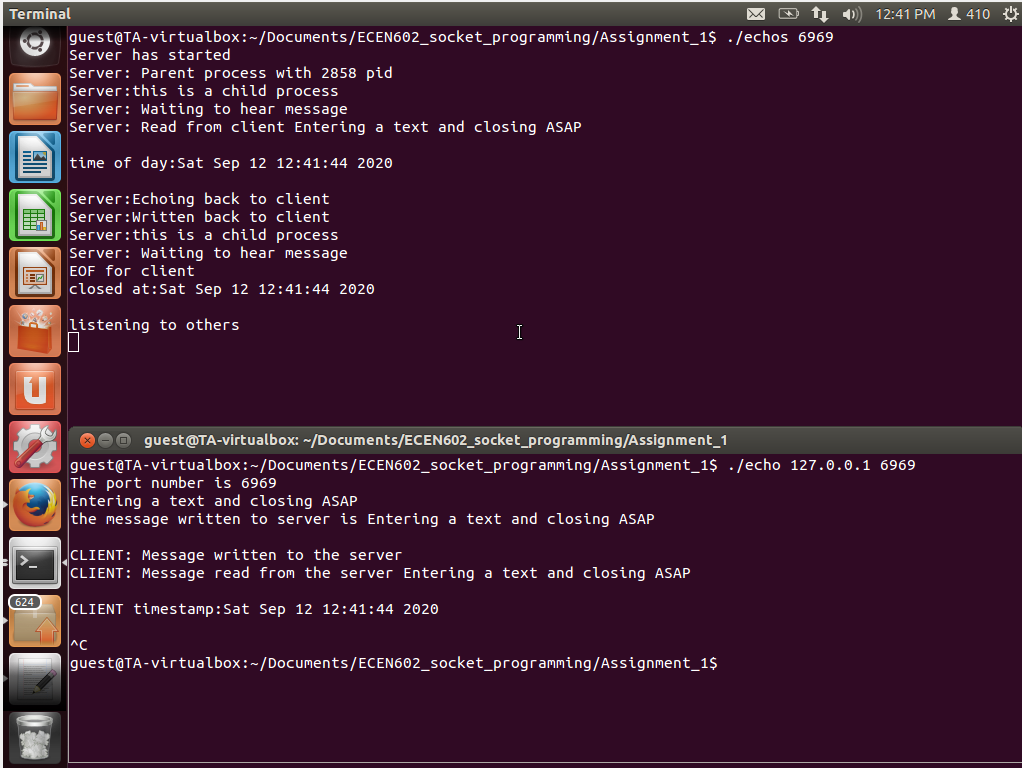 Terminal
12:41 PM 410
guest@TA-virtualbox:~/Documents/ECEN602_socket_programming/Assignment_1$ ./echos 6969
Server has started
Server: Parent process with 2858 pid
Server:this is a child process
Server: Waiting to hear message
Server: Read from client Entering a text and closing ASAP
time of day:Sat Sep 12 12:41:44 2020
Server:Echoing back to client
Server:Written back to client
Server:this is a child process
Server: Waiting to hear message
EOF for client
closed at:Sat Sep 12 12:41:44 2020
listening to others
guest@TA-virtualbox: ~/Documents/ECEN602_socket_programming/Assignment_1
guest@TA-virtualbox:~/Documents/ECEN602_socket_programming/Assignment_1$ ./echo 127.0.0.1 6969
The port number is 6969
Entering a text and closing ASAP
the message written to server is Entering a text and closing ASAP
CLIENT: Message written to the server
CLIENT: Message read from the server Entering a text and closing ASAP
CLIENT timestamp:Sat Sep 12 12:41:44 2020
^C
guest@TA-virtualbox:~/Documents/ECEN602_socket_programming/Assignment_1$
624